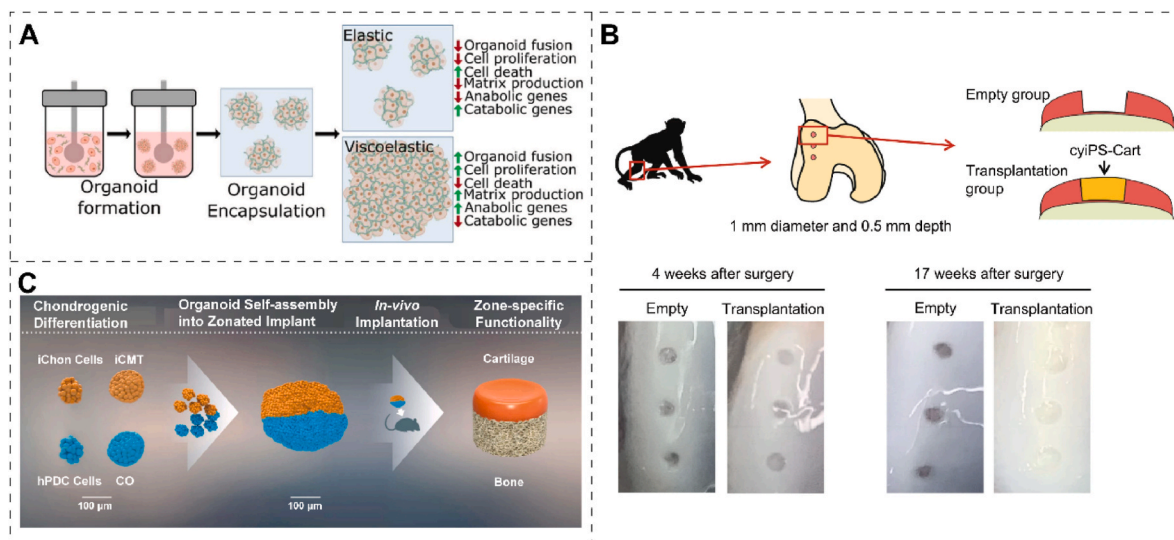 A
Organoid
formation
Organoid
Encapsulation
Elastic
Organoid fusion
Cell proliferation
Cell death
Matrix production
Anabolic genes
Catabolic genes
Viscoelastic
Organoid fusion
Cell proliferation
Cell death
Matrix production
Anabolic genes
Catabolic genes
B
Empty group
cyiPS-Cart
Transplantation
group
1 mm diameter and 0.5 mm depth
4 weeks after surgery
Empty Transplantation
17 weeks after surgery
Empty Transplantation
C
Chondrogenic
Differentiation
Organoid Self-assembly
into Zonated Implant
In-vivo
Implantation
Zone-specific
Functionality
iChon Cells iCMT
hPDC Cells CO
100 µm
100 µm
Cartilage
Bone